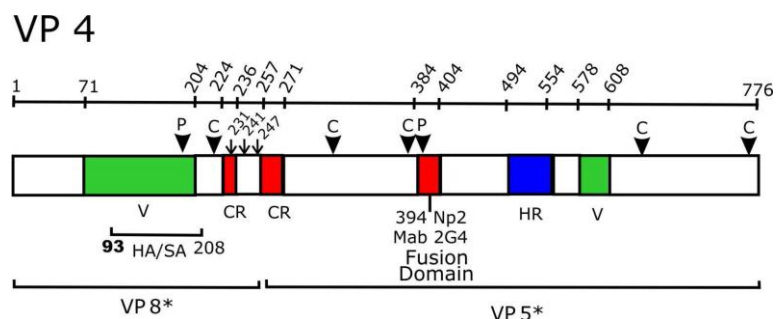 VP 4
1 71 204 224 236 257 271 384 404 494 554 578 608 776
P C 231 241 247 C C P C C
V CR CR 394 Np2 HR V
Mab 2G4
93 HA/SA 208 Fusion
Domain
VP 8* VP 5*